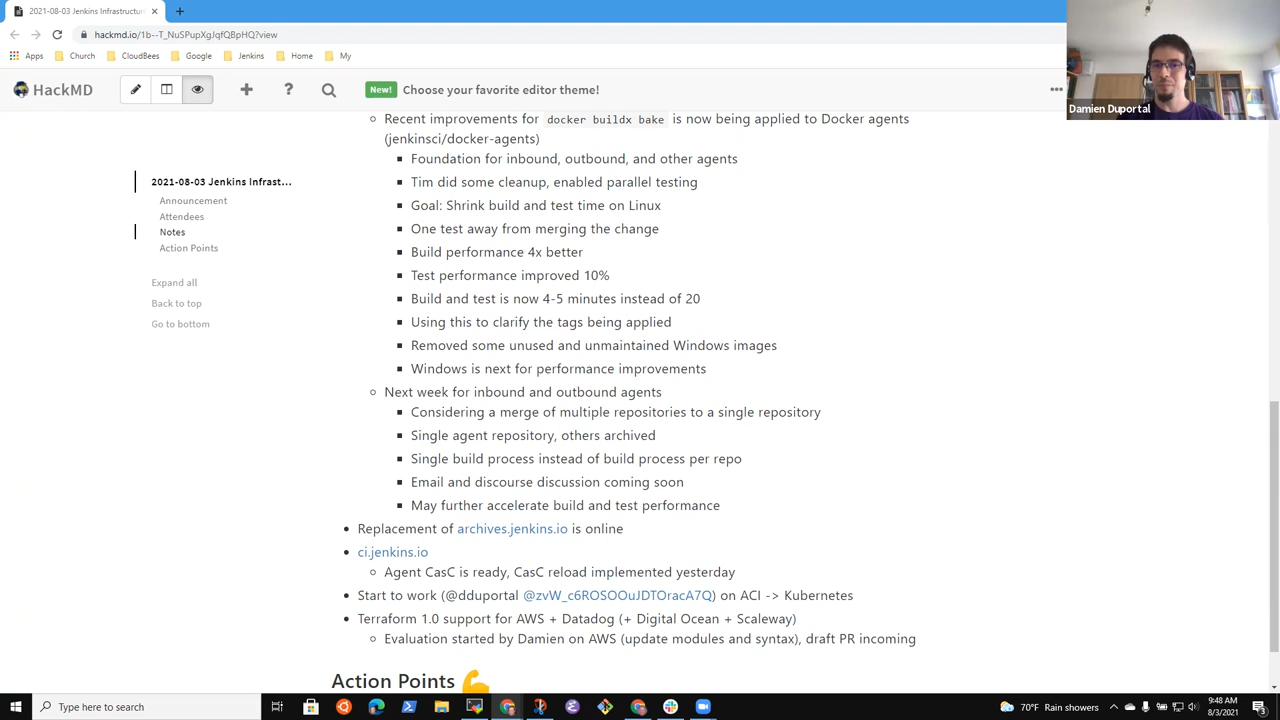 2021-08-03 Jenkins Infrastructur
hackmd.io/1b--T_NuSPupXgJqfQBpHQ?view
Apps Church CloudBees Google Jenkins Home My
HackMD New! Choose your favorite editor theme!
Damien Duportal
2021-08-03 Jenkins Infrast...
Announcement
Attendees
Notes
Action Points
Expand all
Back to top
Go to bottom
Recent improvements for docker buildx bake is now being applied to Docker agents
(jenkinsci/docker-agents)
Foundation for inbound, outbound, and other agents
Tim did some cleanup, enabled parallel testing
Goal: Shrink build and test time on Linux
One test away from merging the change
Build performance 4x better
Test performance improved 10%
Build and test is now 4-5 minutes instead of 20
Using this to clarify the tags being applied
Removed some unused and unmaintained Windows images
Windows is next for performance improvements
Next week for inbound and outbound agents
Considering a merge of multiple repositories to a single repository
Single agent repository, others archived
Single build process instead of build process per repo
Email and discourse discussion coming soon
May further accelerate build and test performance
Replacement of archives.jenkins.io is online
ci.jenkins.io
Agent CasC is ready, CasC reload implemented yesterday
Start to work (@dduportal @zvW_c6ROSOOuJDTOracA7Q) on ACI -> Kubernetes
Terraform 1.0 support for AWS + Datadog (+ Digital Ocean + Scaleway)
Evaluation started by Damien on AWS (update modules and syntax), draft PR incoming
Action Points
Type here to search
70°F Rain showers
9:48 AM
8/3/2021